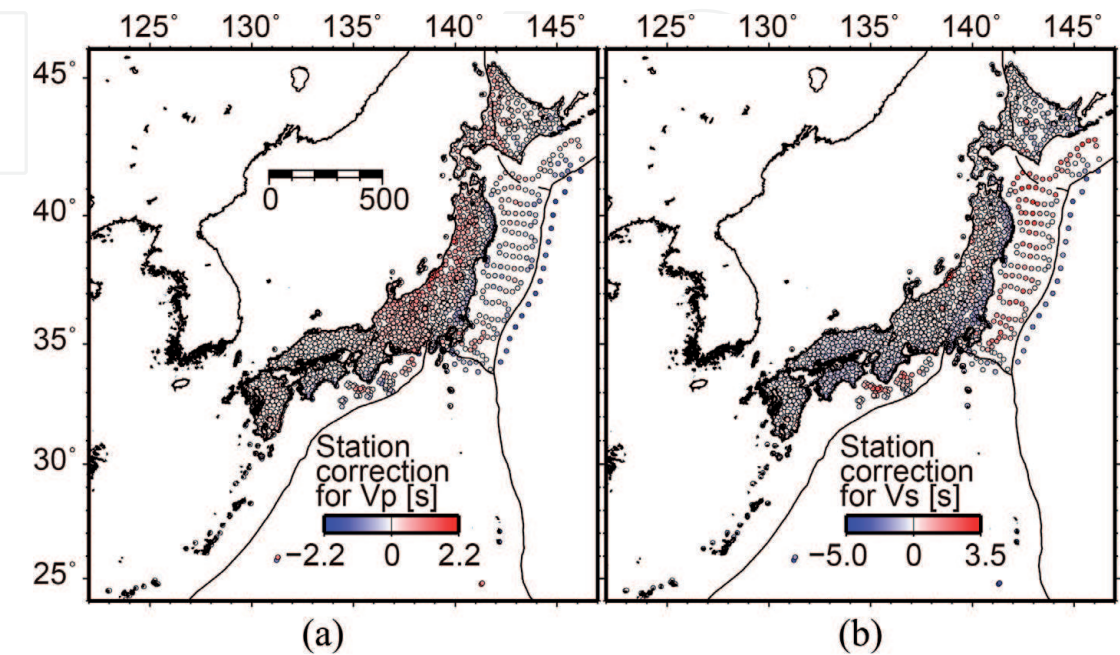 125° 130° 135° 140° 145° 125° 130° 135° 140° 145°
45°
0 500
40°
35°
30°
Station
correction
for Vp [s]
−2.2 0 2.2
Station
correction
for Vs [s]
−5.0 0 3.5
25°
(a) (b)